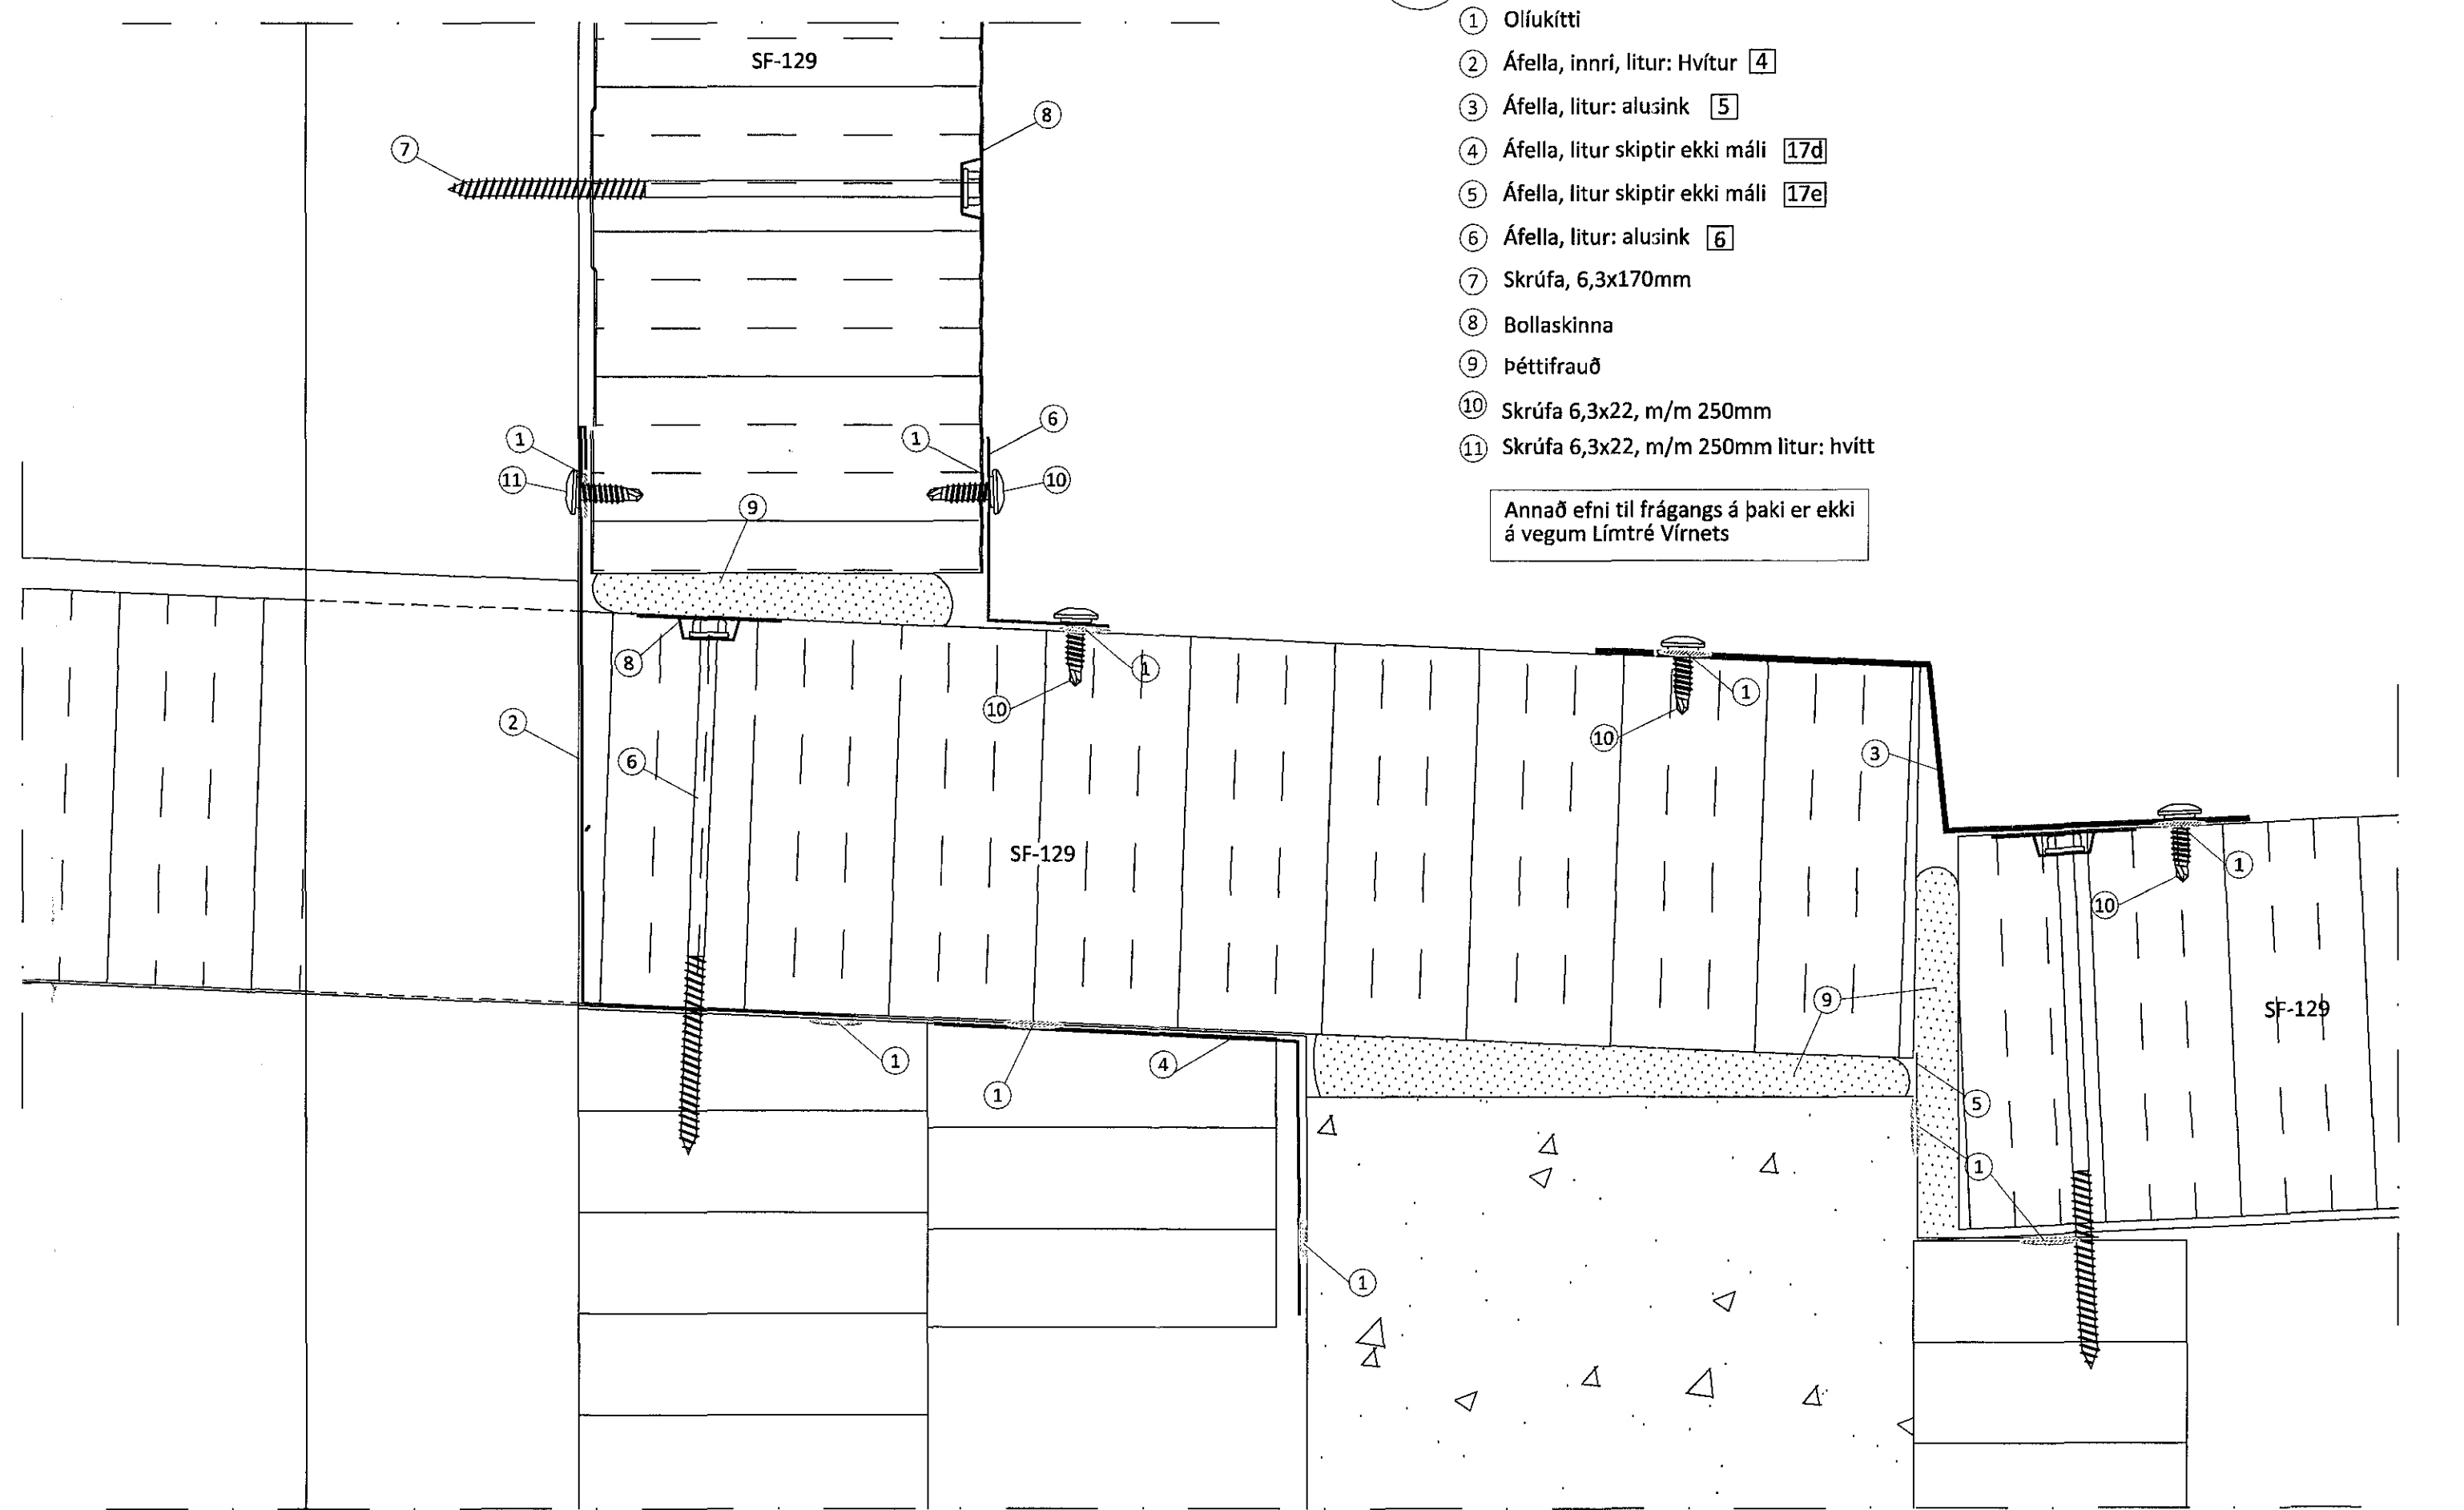 SF-129
8
7
1
11
9
1
6
10
8
10
1
2
6
SF-129
10
1
3
10
1
9
SF-129
1
1
4
5
1
1
1 Olíukítti
2 Áfella, innri, litur: Hvítur 4
3 Áfella, litur: alusink 5
4 Áfella, litur skiptir ekki máli 17d
5 Áfella, litur skiptir ekki máli 17e
6 Áfella, litur: alusink 6
7 Skrúfa, 6,3x170mm
8 Bollaskinna
9 Þéttifrauð
10 Skrúfa 6,3x22, m/m 250mm
11 Skrúfa 6,3x22, m/m 250mm litur: hvítt
Annað efni til frágangs á þaki er ekki
á vegum Límtré Vírnets